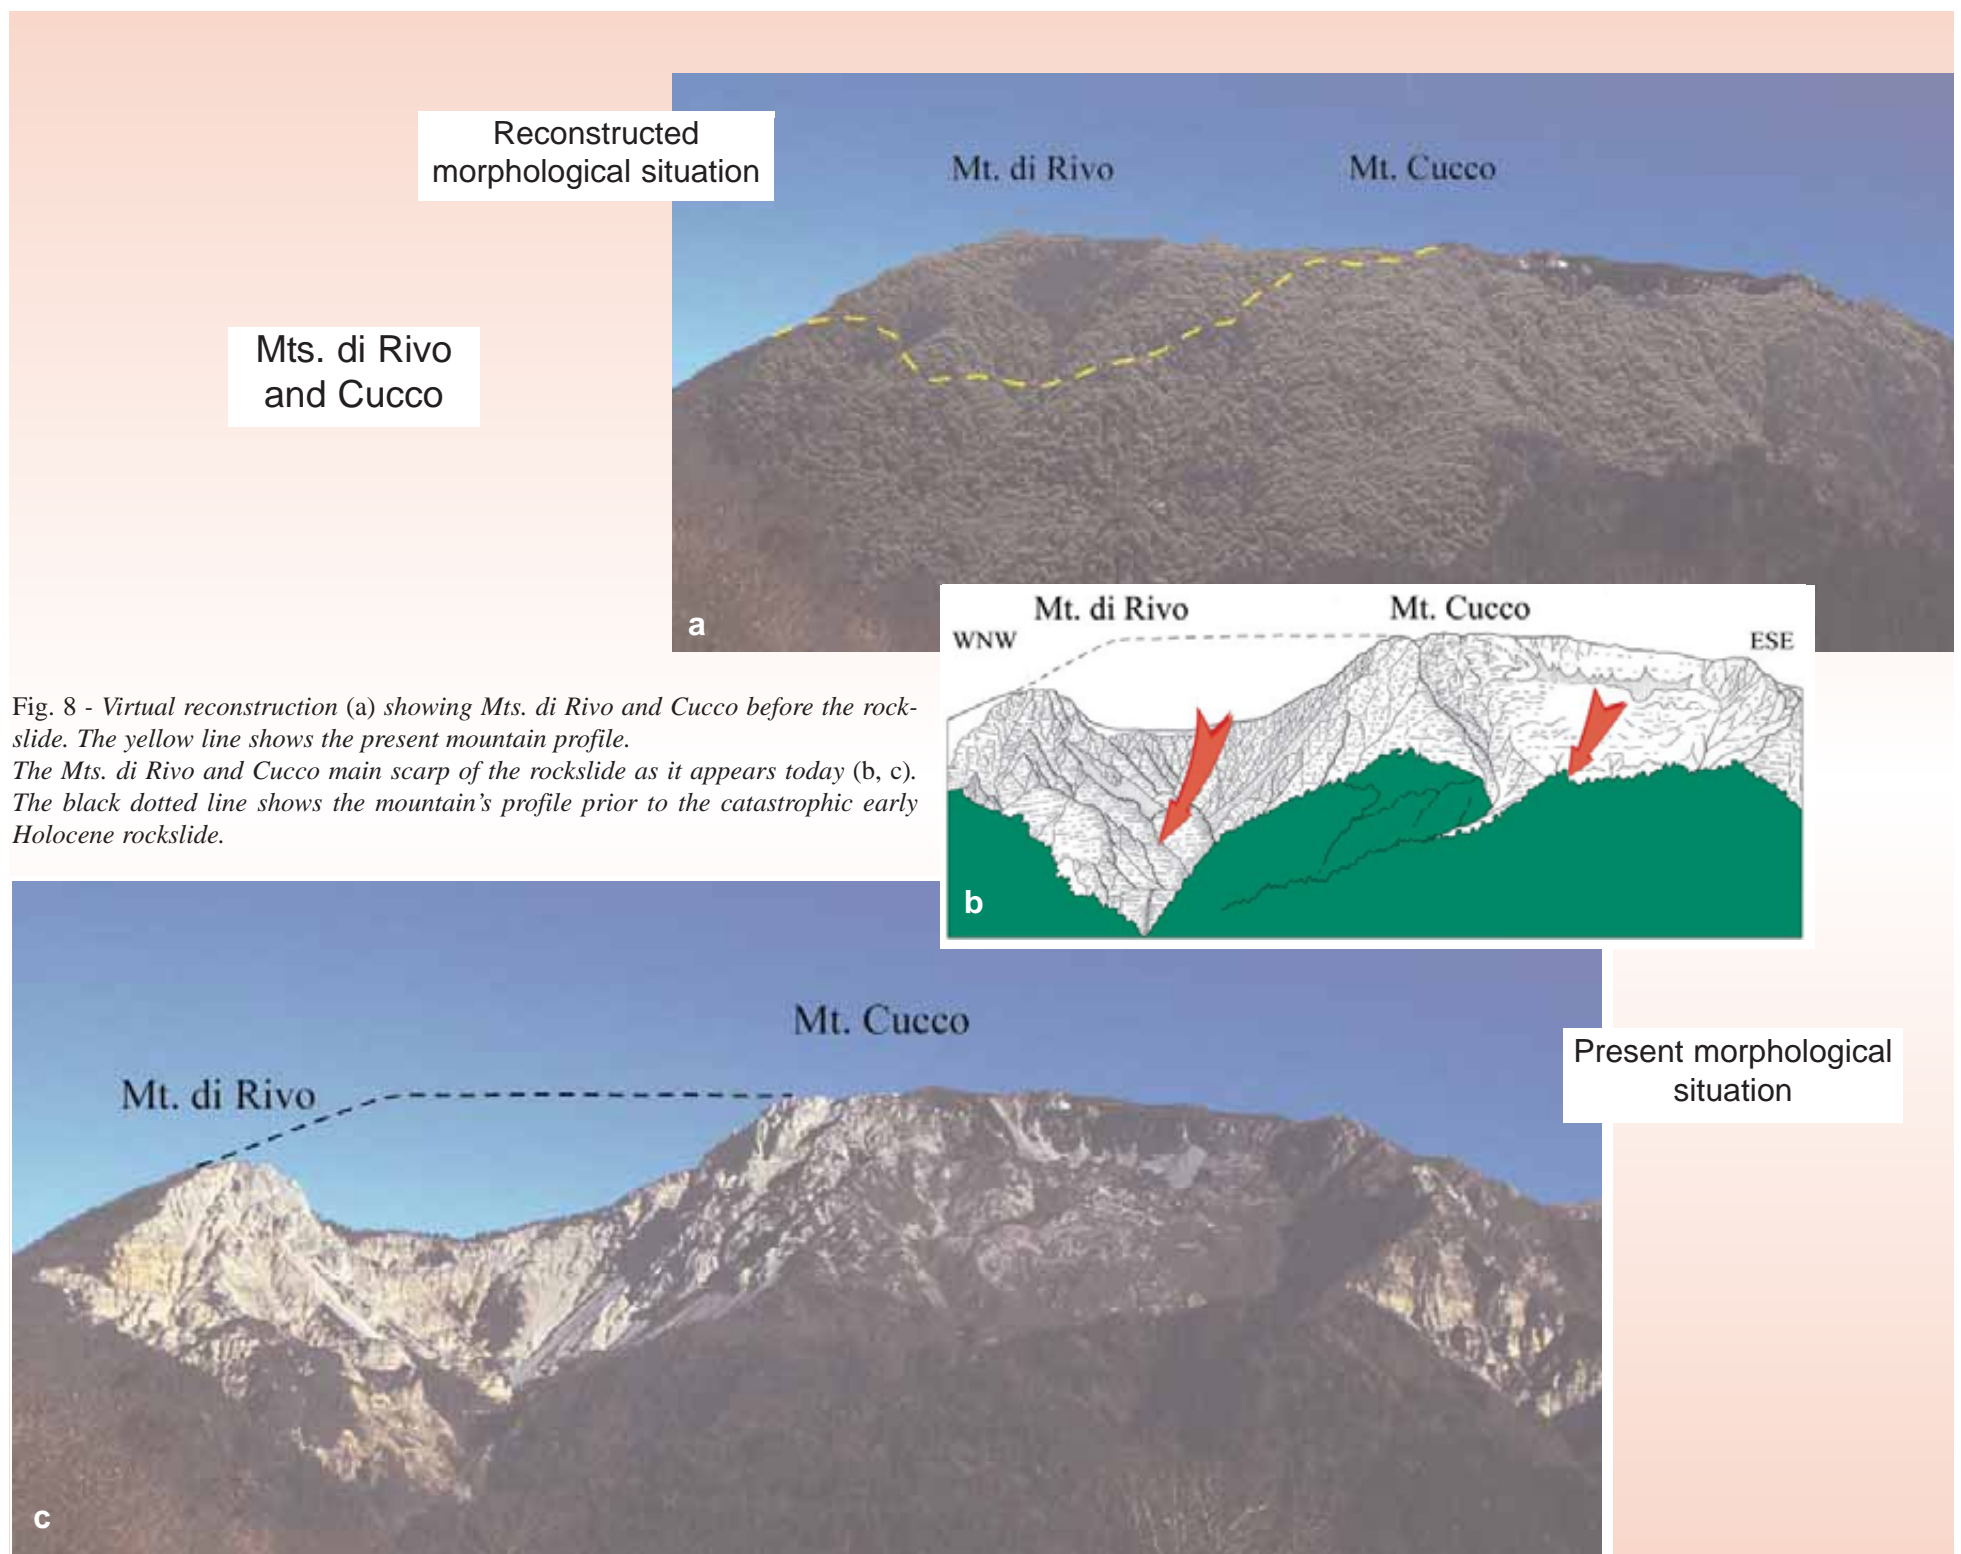 Reconstructed
morphological situation
Mt. di Rivo
Mt. Cucco
Mts. di Rivo
and Cucco
a
Mt. di Rivo
Mt. Cucco
WNW
ESE
b
Fig. 8 - Virtual reconstruction (a) showing Mts. di Rivo and Cucco before the rock-
slide. The yellow line shows the present mountain profile.
The Mts. di Rivo and Cucco main scarp of the rockslide as it appears today (b, c).
The black dotted line shows the mountain's profile prior to the catastrophic early
Holocene rockslide.
Mt. Cucco
Mt. di Rivo
Present morphological
situation
c